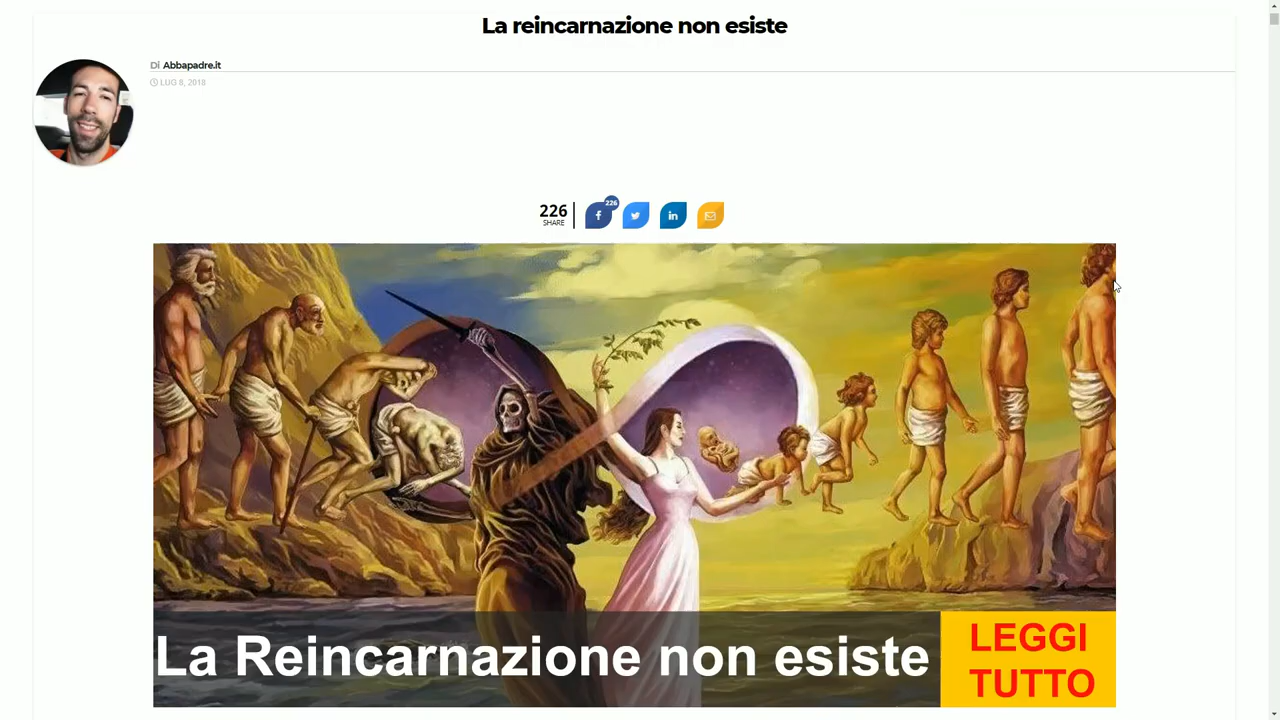 La reincarnazione non esiste
Di Abbapadre.it
LUG 8, 2018
226
SHARE
226
La Reincarnazione non esiste
LEGGI
TUTTO